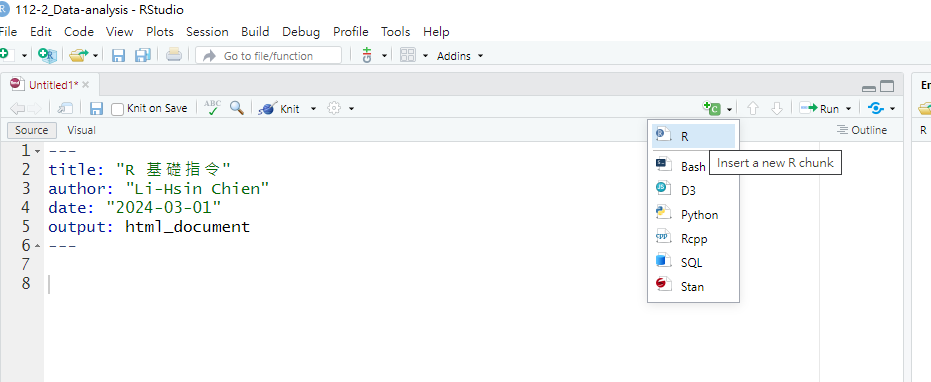 112-2_Data-analysis - RStudio
File Edit Code View Plots Session Build Debug Profile Tools Help
Go to file/function Addins
Untitled1*
Knit on Save ABC Knit Run
Source Visual Outline
1 ---
2 title: "R 基礎指令"
3 author: "Li-Hsin Chien"
4 date: "2024-03-01"
5 output: html_document
6 ---
7
8
R
Insert a new R chunk
Bash
D3
Python
Rcpp
SQL
Stan
En
R